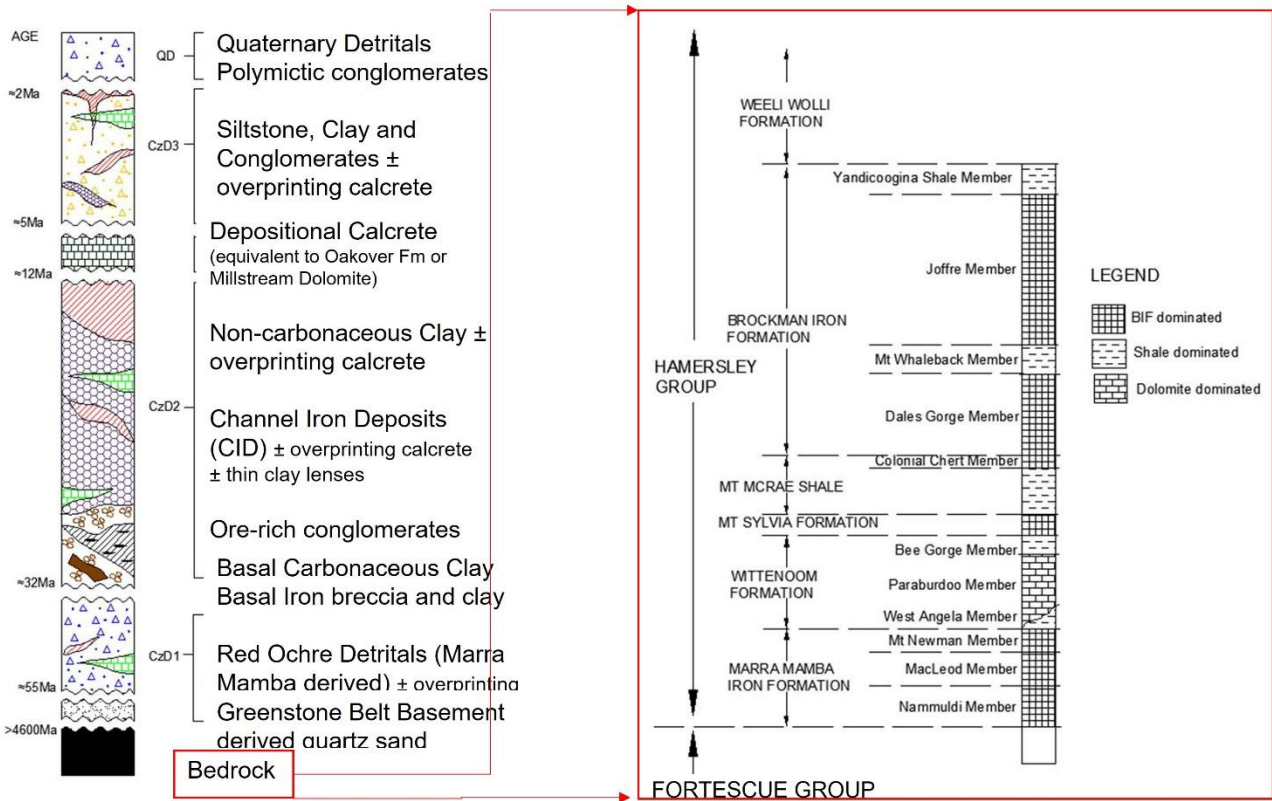 AGE
QD
Quaternary Detritals
Polymictic conglomerates
≈2Ma
CzD3
Siltstone, Clay and
Conglomerates ±
overprinting calcrete
≈5Ma
Depositional Calcrete
(equivalent to Oakover Fm or
Millstream Dolomite)
≈12Ma
Non-carbonaceous Clay ±
overprinting calcrete
CzD2
Channel Iron Deposits
(CID) ± overprinting calcrete
± thin clay lenses
Ore-rich conglomerates
Basal Carbonaceous Clay
≈32Ma
Basal Iron breccia and clay
CzD1
Red Ochre Detritals (Marra
Mamba derived) ± overprinting
≈55Ma
Greenstone Belt Basement
derived quartz sand
>4600Ma
Bedrock
HAMERSLEY
GROUP
WEELI WOLLI
FORMATION
BROCKMAN IRON
FORMATION
MT MCRAE SHALE
MT SYLVIA FORMATION
WITTENOOM
FORMATION
MARRA MAMBA
IRON FORMATION
Yandicoogina Shale Member
Joffre Member
Mt Whaleback Member
Dales Gorge Member
Colonial Chert Member
Bee Gorge Member
Paraburdoo Member
West Angela Member
Mt Newman Member
MacLeod Member
Nammuldi Member
FORTESCUE GROUP
LEGEND
BIF dominated
Shale dominated
Dolomite dominated